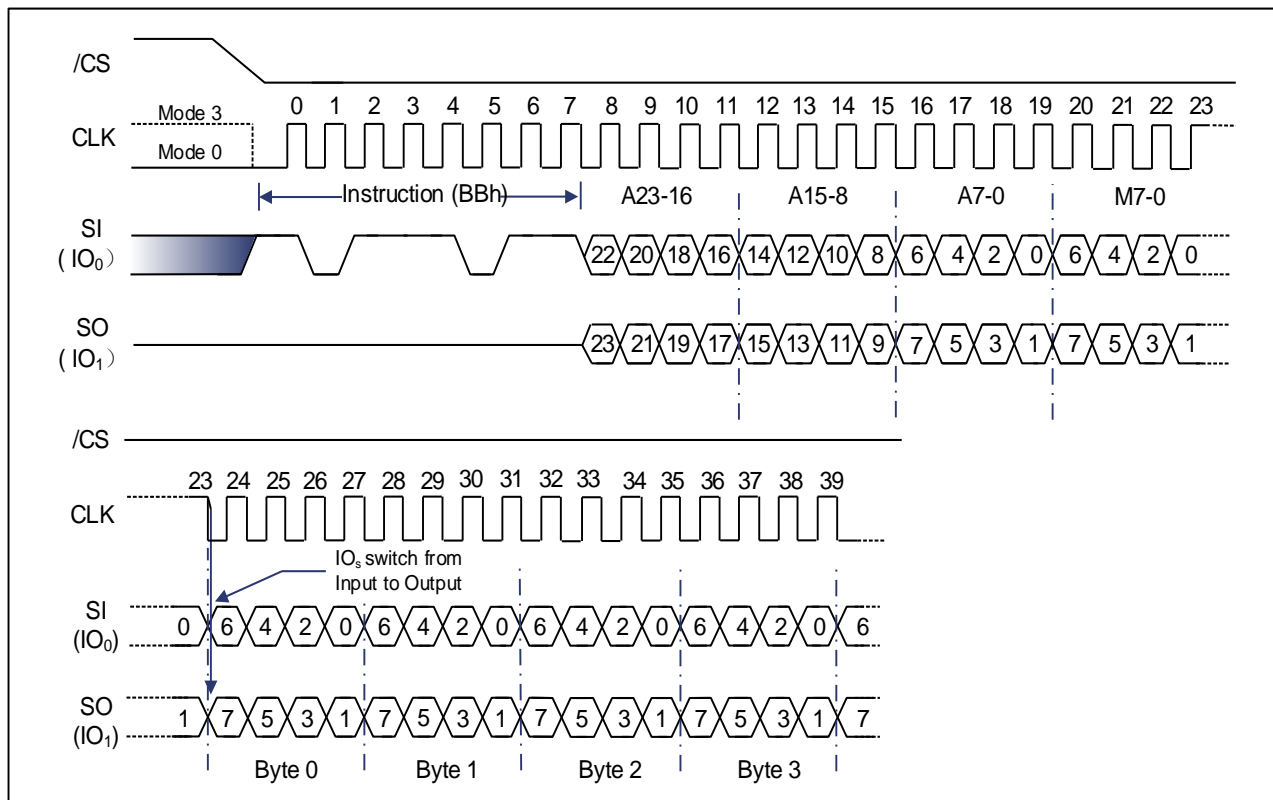 /CS
0 1 2 3 4 5 6 7 8 9 10 11 12 13 14 15 16 17 18 19 20 21 22 23
Mode 3
CLK
Mode 0
Instruction (BBh) A23-16 A15-8 A7-0 M7-0
SI
( IO₀)
22 20 18 16 14 12 10 8 6 4 2 0 6 4 2 0
SO
( IO₁)
23 21 19 17 15 13 11 9 7 5 3 1 7 5 3 1
/CS
23 24 25 26 27 28 29 30 31 32 33 34 35 36 37 38 39
CLK
IOₛ switch from
Input to Output
SI
(IO₀)
0 6 4 2 0 6 4 2 0 6 4 2 0 6 4 2 0 6
SO
(IO₁)
1 7 5 3 1 7 5 3 1 7 5 3 1 7 5 3 1 7
Byte 0 Byte 1 Byte 2 Byte 3